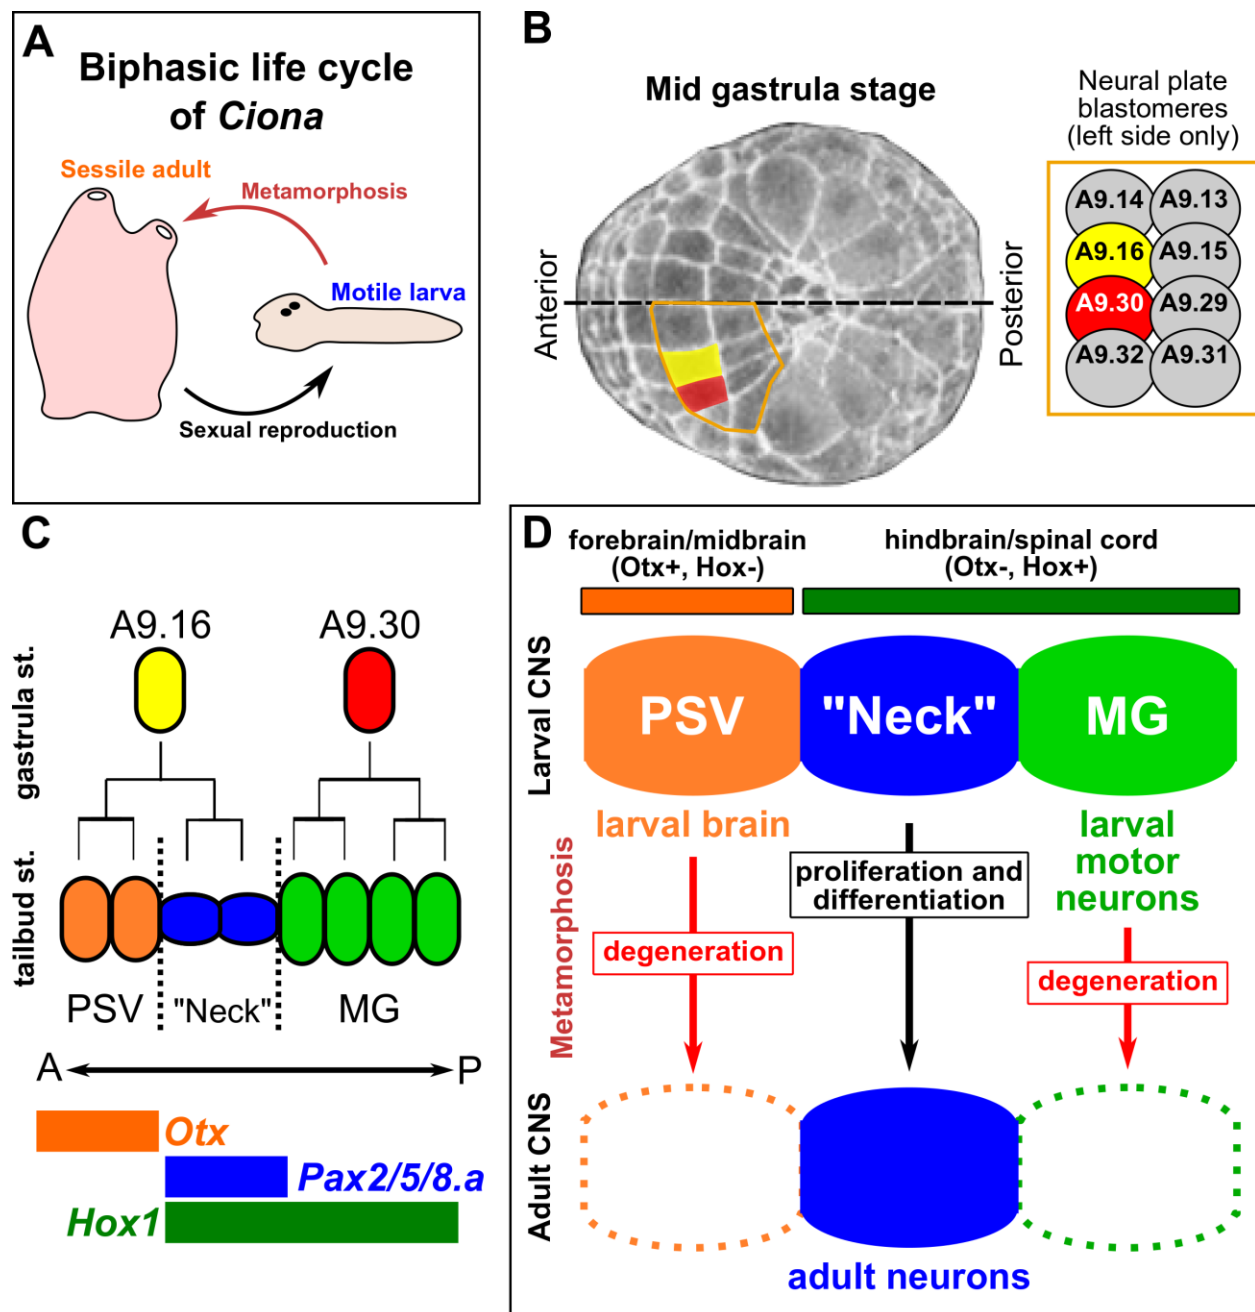 A
Biphasic life cycle
of Ciona
Sessile adult
Metamorphosis
Motile larva
Sexual reproduction
B
Mid gastrula stage
Anterior
Posterior
Neural plate
blastomeres
(left side only)
A9.14 A9.13
A9.16 A9.15
A9.30 A9.29
A9.32 A9.31
C
gastrula st.
A9.16 A9.30
tailbud st.
PSV "Neck" MG
A P
Otx
Pax2/5/8.a
Hox1
D
forebrain/midbrain
(Otx+, Hox-)
hindbrain/spinal cord
(Otx-, Hox+)
Larval CNS
PSV "Neck" MG
larval brain
larval
motor
neurons
Metamorphosis
degeneration
proliferation and
differentiation
degeneration
Adult CNS
adult neurons